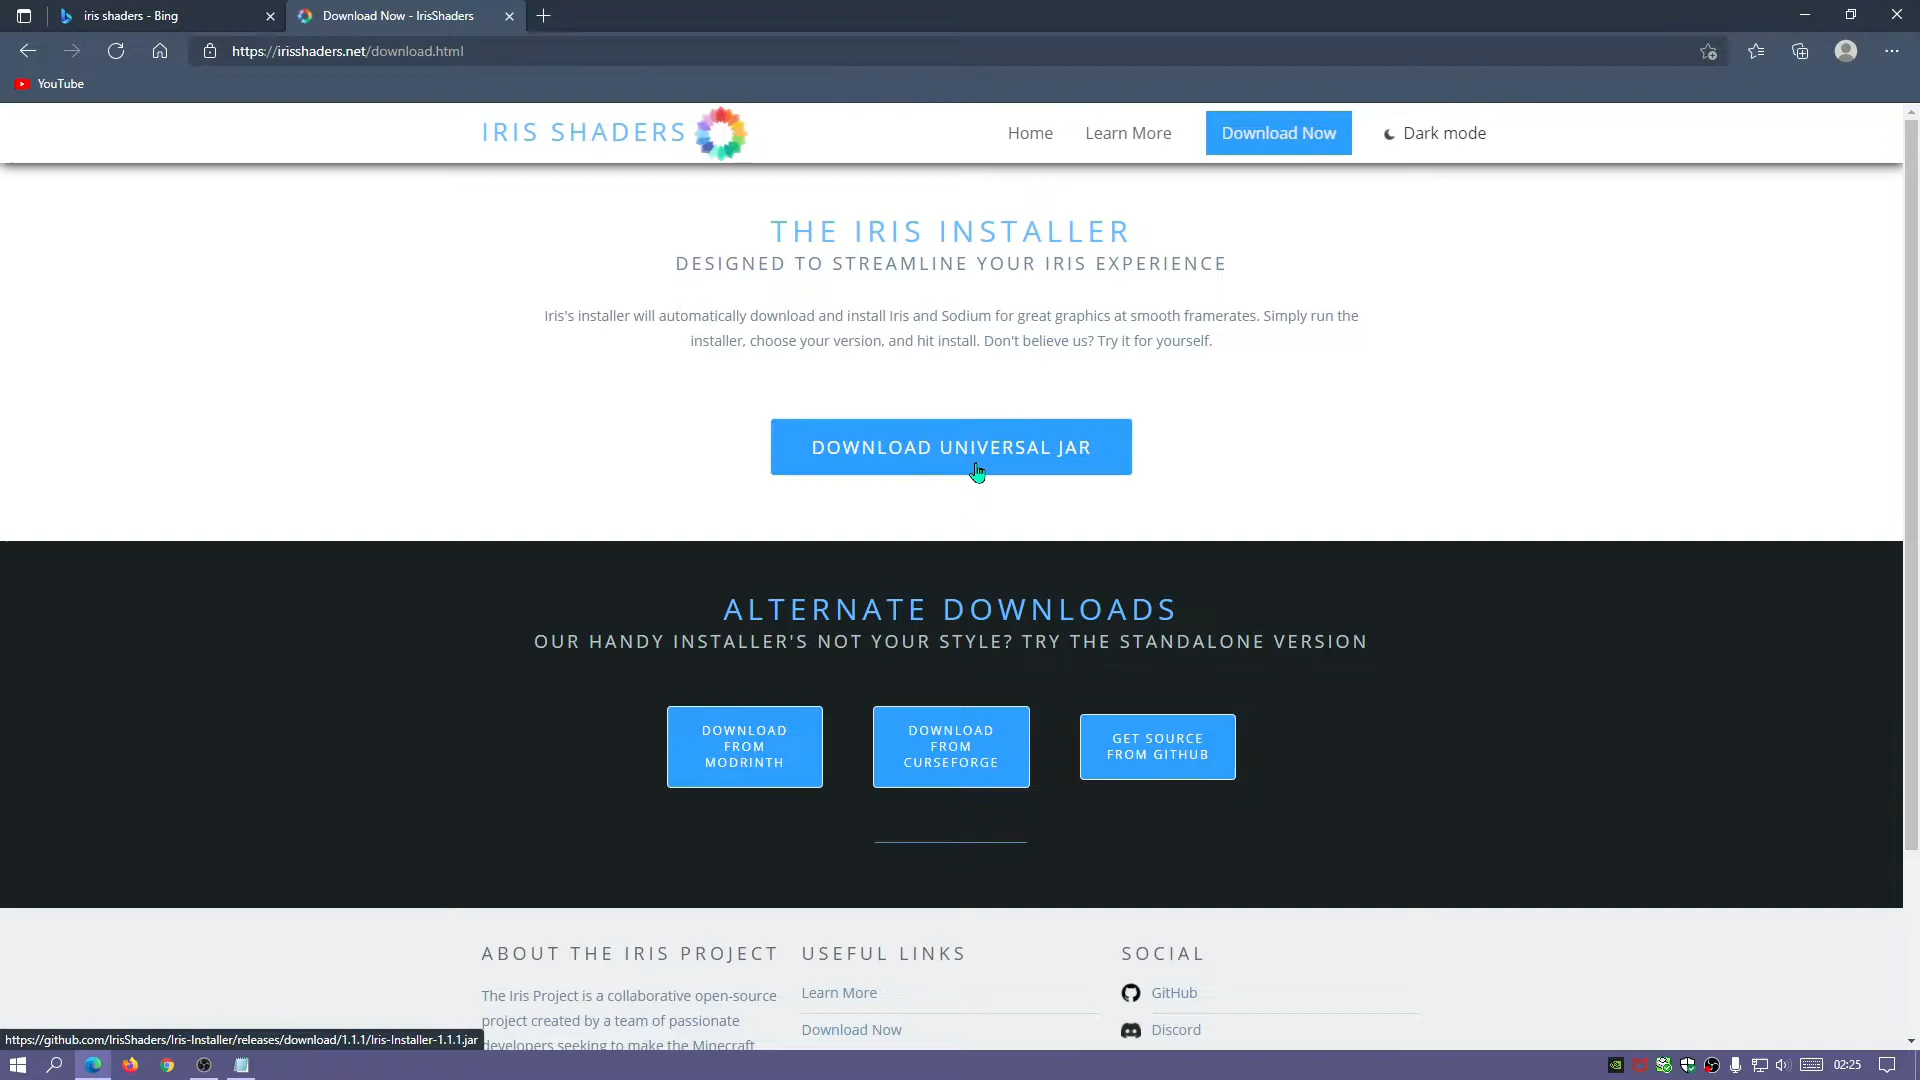 iris shaders - Bing
Download Now - IrisShaders
https://irisshaders.net/download.html
YouTube
IRIS SHADERS
Home
Learn More
Download Now
Dark mode
THE IRIS INSTALLER
DESIGNED TO STREAMLINE YOUR IRIS EXPERIENCE
Iris's installer will automatically download and install Iris and Sodium for great graphics at smooth framerates. Simply run the
installer, choose your version, and hit install. Don't believe us? Try it for yourself.
DOWNLOAD UNIVERSAL JAR
ALTERNATE DOWNLOADS
OUR HANDY INSTALLER'S NOT YOUR STYLE? TRY THE STANDALONE VERSION
DOWNLOAD
FROM
MODRINTH
DOWNLOAD
FROM
CURSEFORGE
GET SOURCE
FROM GITHUB
ABOUT THE IRIS PROJECT
The Iris Project is a collaborative open-source
project created by a team of passionate
developers seeking to make the Minecraft
USEFUL LINKS
Learn More
Download Now
SOCIAL
GitHub
Discord
https://github.com/IrisShaders/Iris-Installer/releases/download/1.1.1/Iris-Installer-1.1.1.jar
02:25